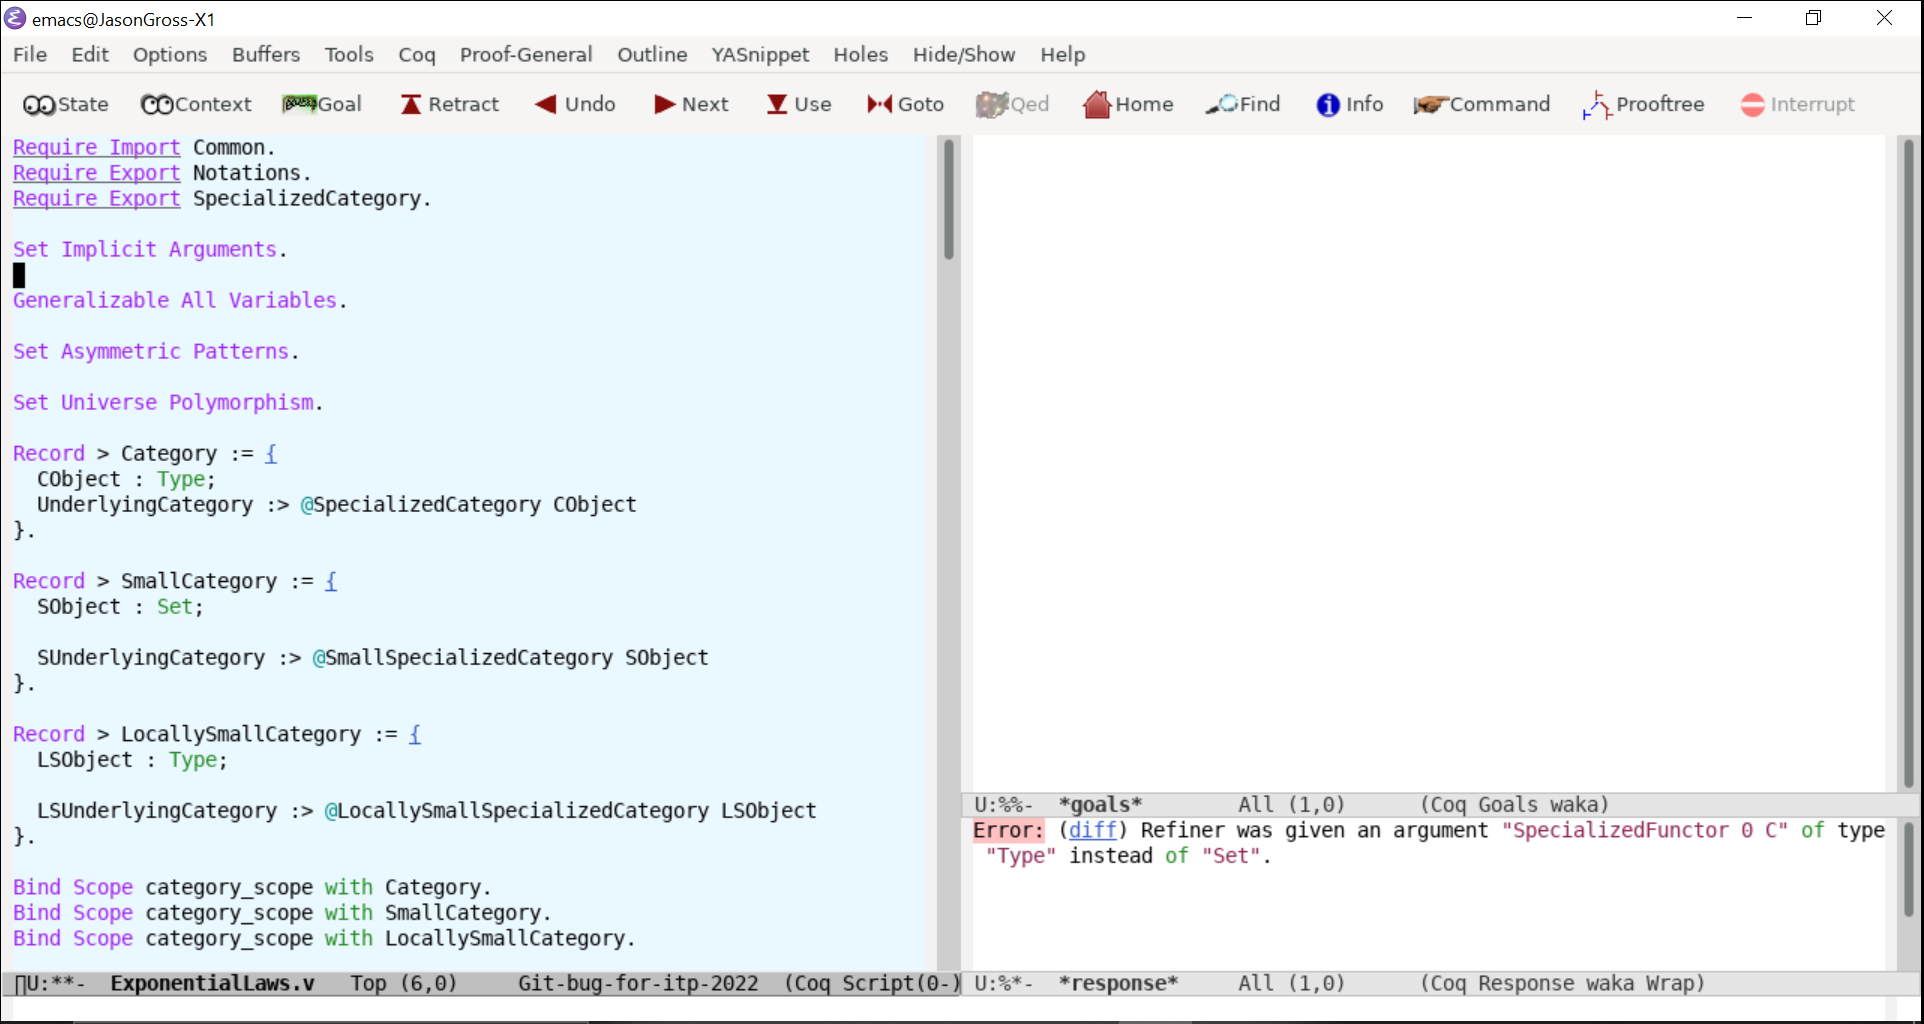 emacs@JasonGross-X1
File Edit Options Buffers Tools Coq Proof-General Outline YASnippet Holes Hide/Show Help
State Context Goal Retract Undo Next Use Goto Qed Home Find Info Command Prooftree Interrupt
Require Import Common.
Require Export Notations.
Require Export SpecializedCategory.
Set Implicit Arguments.
Generalizable All Variables.
Set Asymmetric Patterns.
Set Universe Polymorphism.
Record > Category := {
  CObject : Type;
  UnderlyingCategory :> @SpecializedCategory CObject
}.
Record > SmallCategory := {
  SObject : Set;
  SUnderlyingCategory :> @SmallSpecializedCategory SObject
}.
Record > LocallySmallCategory := {
  LSObject : Type;
  LSUnderlyingCategory :> @LocallySmallSpecializedCategory LSObject
}.
Bind Scope category_scope with Category.
Bind Scope category_scope with SmallCategory.
Bind Scope category_scope with LocallySmallCategory.
U:**-  ExponentialLaws.v   Top (6,0)     Git-bug-for-itp-2022  (Coq Script(0-)
U:%%-  *goals*        All (1,0)      (Coq Goals waka)
Error: (diff) Refiner was given an argument "SpecializedFunctor 0 C" of type
 "Type" instead of "Set".
U:%*-  *response*     All (1,0)      (Coq Response waka Wrap)